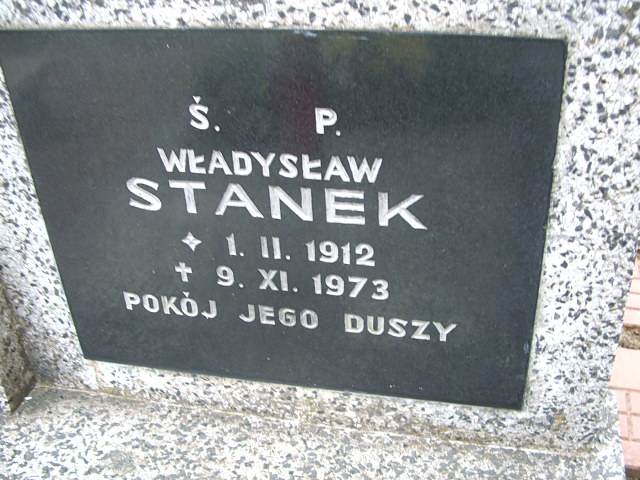 Ś. P.
WŁADYSŁAW
STANEK
✦ 1. II. 1912
✝ 9. XI. 1973
POKÓJ JEGO DUSZY